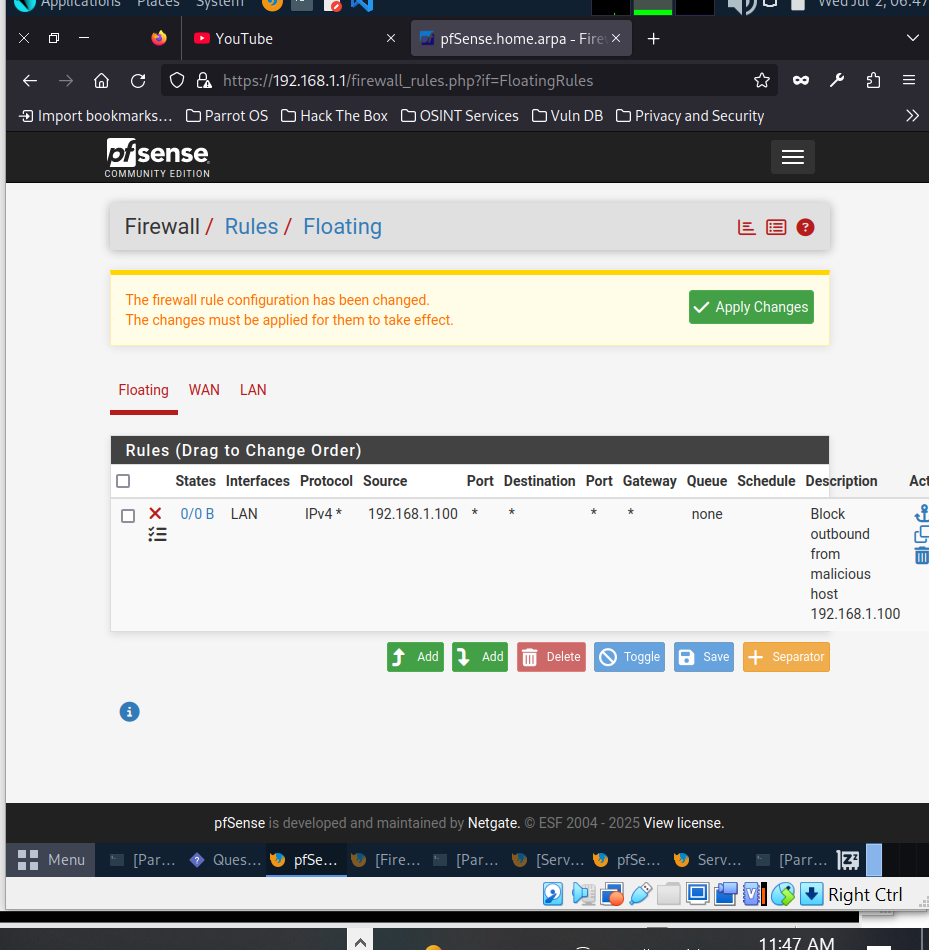 Applications Places System Wed Jul 2, 06:47
YouTube
pfSense.home.arpa - Fire
https://192.168.1.1/firewall_rules.php?if=FloatingRules
Import bookmarks... Parrot OS Hack The Box OSINT Services Vuln DB Privacy and Security
pfsense
COMMUNITY EDITION
Firewall / Rules / Floating
The firewall rule configuration has been changed.
The changes must be applied for them to take effect.
Apply Changes
Floating WAN LAN
Rules (Drag to Change Order)
States Interfaces Protocol Source Port Destination Port Gateway Queue Schedule Description Act
0/0 B LAN IPv4 * 192.168.1.100 * * * * none Block
outbound
from
malicious
host
192.168.1.100
Add Add Delete Toggle Save Separator
pfSense is developed and maintained by Netgate. © ESF 2004 - 2025 View license.
Menu [Par... Ques... pfSe... [Fire... [Par... [Serv... pfSe... Serv... [Parr...
Right Ctrl
11:47 AM